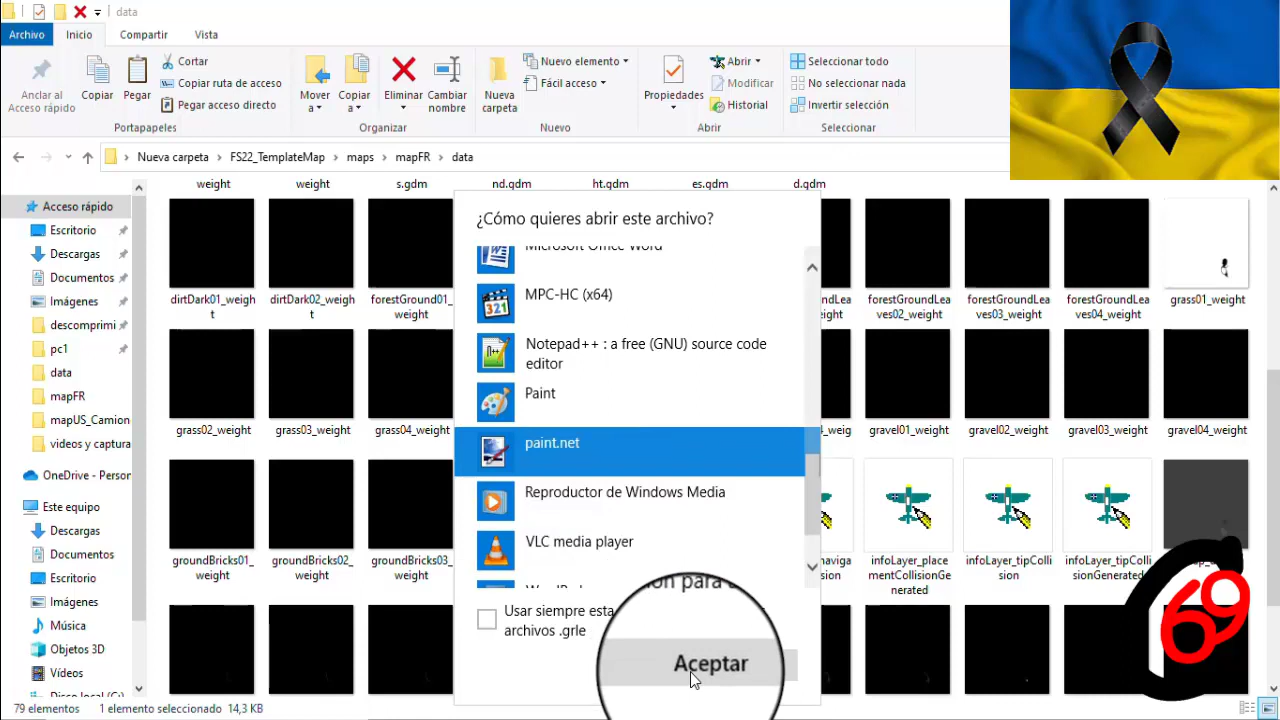 data
Archivo Inicio Compartir Vista
Anclar al Acceso rápido
Copiar
Pegar
Cortar
Copiar ruta de acceso
Pegar acceso directo
Mover a
Copiar a
Eliminar
Cambiar nombre
Nueva carpeta
Nuevo elemento
Fácil acceso
Propiedades
Abrir
Modificar
Historial
Seleccionar todo
No seleccionar nada
Invertir selección
Portapapeles Organizar Nuevo Abrir Seleccionar
Nueva carpeta FS22_TemplateMap maps mapFR data
Acceso rápido
Escritorio
Descargas
Documentos
Imágenes
descomprimi
pc1
data
mapFR
mapUS_Camion
videos y captura
OneDrive - Person
Este equipo
Descargas
Documentos
Escritorio
Imágenes
Música
Objetos 3D
Vídeos
Disco local (C:)
weight weight s.gdm nd.gdm ht.gdm es.gdm d.gdm
dirtDark01_weigh
t
dirtDark02_weigh
t
forestGround01_
weight
forestGroundLea
ves02_weight
forestGroundLea
ves03_weight
forestGroundLea
ves04_weight
grass01_weight
grass02_weight grass03_weight grass04_weight gravel01_weight gravel02_weight gravel03_weight gravel04_weight
groundBricks01_
weight
groundBricks02_
weight
groundBricks03_
weight
infoLayer_place
mentCollisionGe
nerated
infoLayer_tipColli
sion
infoLayer_tipColli
sionGenerated
¿Cómo quieres abrir este archivo?
Microsoft Office Word
MPC-HC (x64)
Notepad++ : a free (GNU) source code
editor
Paint
paint.net
Reproductor de Windows Media
VLC media player
WordPad
Usar siempre esta
archivos .grle
Aceptar
69
79 elementos 1 elemento seleccionado 14,3 KB